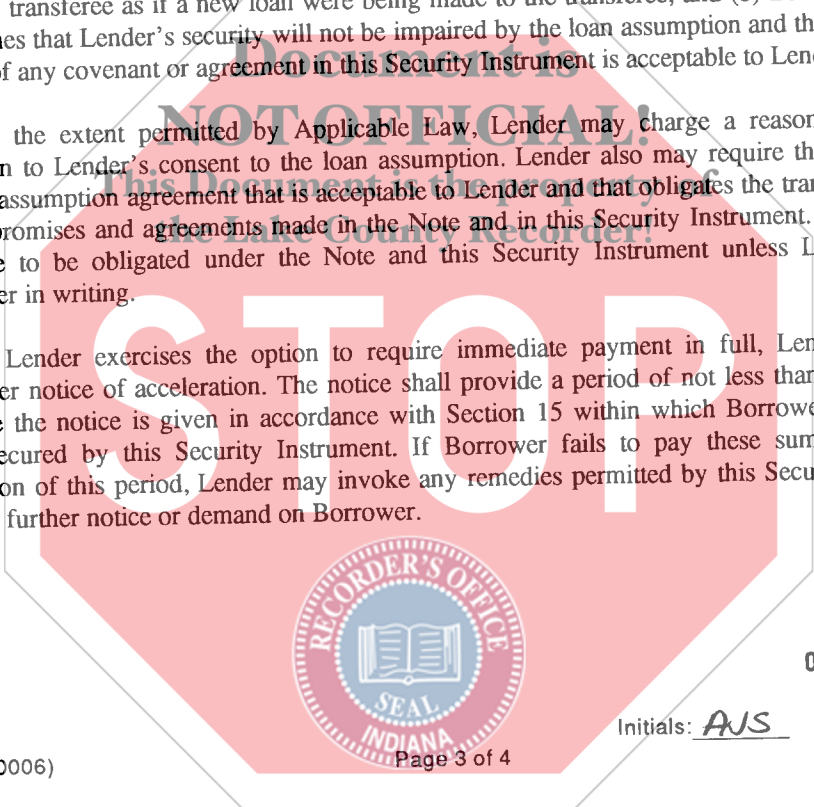 transferee as if a new loan were being made to the transferee; and
es that Lender's security will not be impaired by the loan assumption and th
f any covenant or agreement in this Security Instrument is acceptable to Len
Document is
NOT OFFICIAL!
This Document is the property of
the Lake County Recorder!
the extent permitted by Applicable Law, Lender may charge a reason
n to Lender's consent to the loan assumption. Lender also may require th
assumption agreement that is acceptable to Lender and that obligates the tran
romises and agreements made in the Note and in this Security Instrument.
e to be obligated under the Note and this Security Instrument unless L
er in writing.
STOP
Lender exercises the option to require immediate payment in full, Len
er notice of acceleration. The notice shall provide a period of not less than
e the notice is given in accordance with Section 15 within which Borrowe
ecured by this Security Instrument. If Borrower fails to pay these sum
on of this period, Lender may invoke any remedies permitted by this Secu
further notice or demand on Borrower.
RECORDER'S OFFICE
SEAL
INDIANA
Initials: AJS
0006)
Page 3 of 4